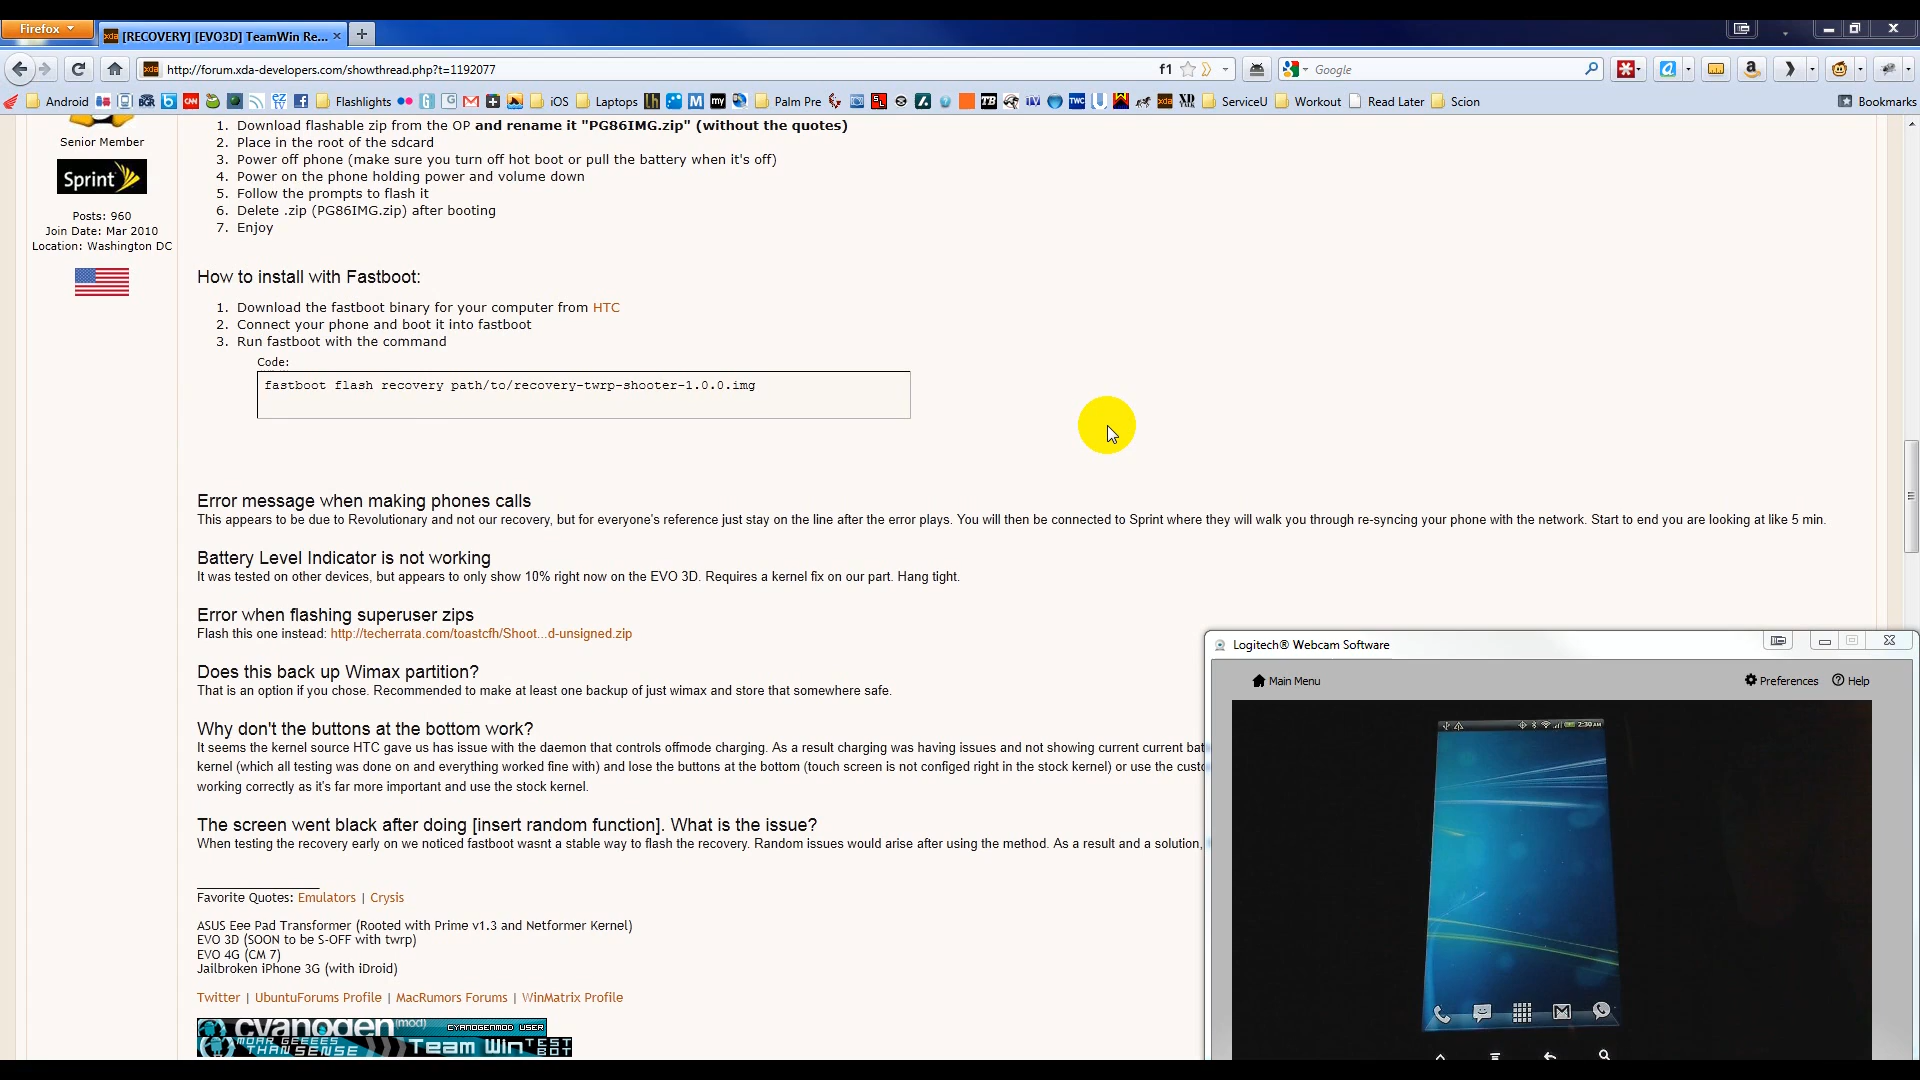 Firefox
[RECOVERY] [EVO3D] TeamWin Re...
http://forum.xda-developers.com/showthread.php?t=1192077
f1
Google
Android
BGR
CNN
Flashlights
iOS
Laptops
my
Palm Pre
TB
TWC
ServiceU
Workout
Read Later
Scion
Bookmarks
Senior Member
Sprint
Posts: 960
Join Date: Mar 2010
Location: Washington DC
1. Download flashable zip from the OP and rename it "PG86IMG.zip" (without the quotes)
2. Place in the root of the sdcard
3. Power off phone (make sure you turn off hot boot or pull the battery when it's off)
4. Power on the phone holding power and volume down
5. Follow the prompts to flash it
6. Delete .zip (PG86IMG.zip) after booting
7. Enjoy
How to install with Fastboot:
1. Download the fastboot binary for your computer from HTC
2. Connect your phone and boot it into fastboot
3. Run fastboot with the command
Code:
fastboot flash recovery path/to/recovery-twrp-shooter-1.0.0.img
Error message when making phones calls
This appears to be due to Revolutionary and not our recovery, but for everyone's reference just stay on the line after the error plays. You will then be connected to Sprint where they will walk you through re-syncing your phone with the network. Start to end you are looking at like 5 min.
Battery Level Indicator is not working
It was tested on other devices, but appears to only show 10% right now on the EVO 3D. Requires a kernel fix on our part. Hang tight.
Error when flashing superuser zips
Flash this one instead: http://techerrata.com/toastcfh/Shoot...d-unsigned.zip
Does this back up Wimax partition?
That is an option if you chose. Recommended to make at least one backup of just wimax and store that somewhere safe.
Why don't the buttons at the bottom work?
It seems the kernel source HTC gave us has issue with the daemon that controls offmode charging. As a result charging was having issues and not showing current current bat
kernel (which all testing was done on and everything worked fine with) and lose the buttons at the bottom (touch screen is not configed right in the stock kernel) or use the custo
working correctly as it's far more important and use the stock kernel.
The screen went black after doing [insert random function]. What is the issue?
When testing the recovery early on we noticed fastboot wasnt a stable way to flash the recovery. Random issues would arise after using the method. As a result and a solution,
Favorite Quotes: Emulators | Crysis
ASUS Eee Pad Transformer (Rooted with Prime v1.3 and Netformer Kernel)
EVO 3D (SOON to be S-OFF with twrp)
EVO 4G (CM 7)
Jailbroken iPhone 3G (with iDroid)
Twitter | UbuntuForums Profile | MacRumors Forums | WinMatrix Profile
cyanogen(mod) CYANOGENMOD USER
MOAR GEEEES THAN SENSE Team Win TEST BOT
Logitech® Webcam Software
Main Menu
Preferences
Help
2:30 AM